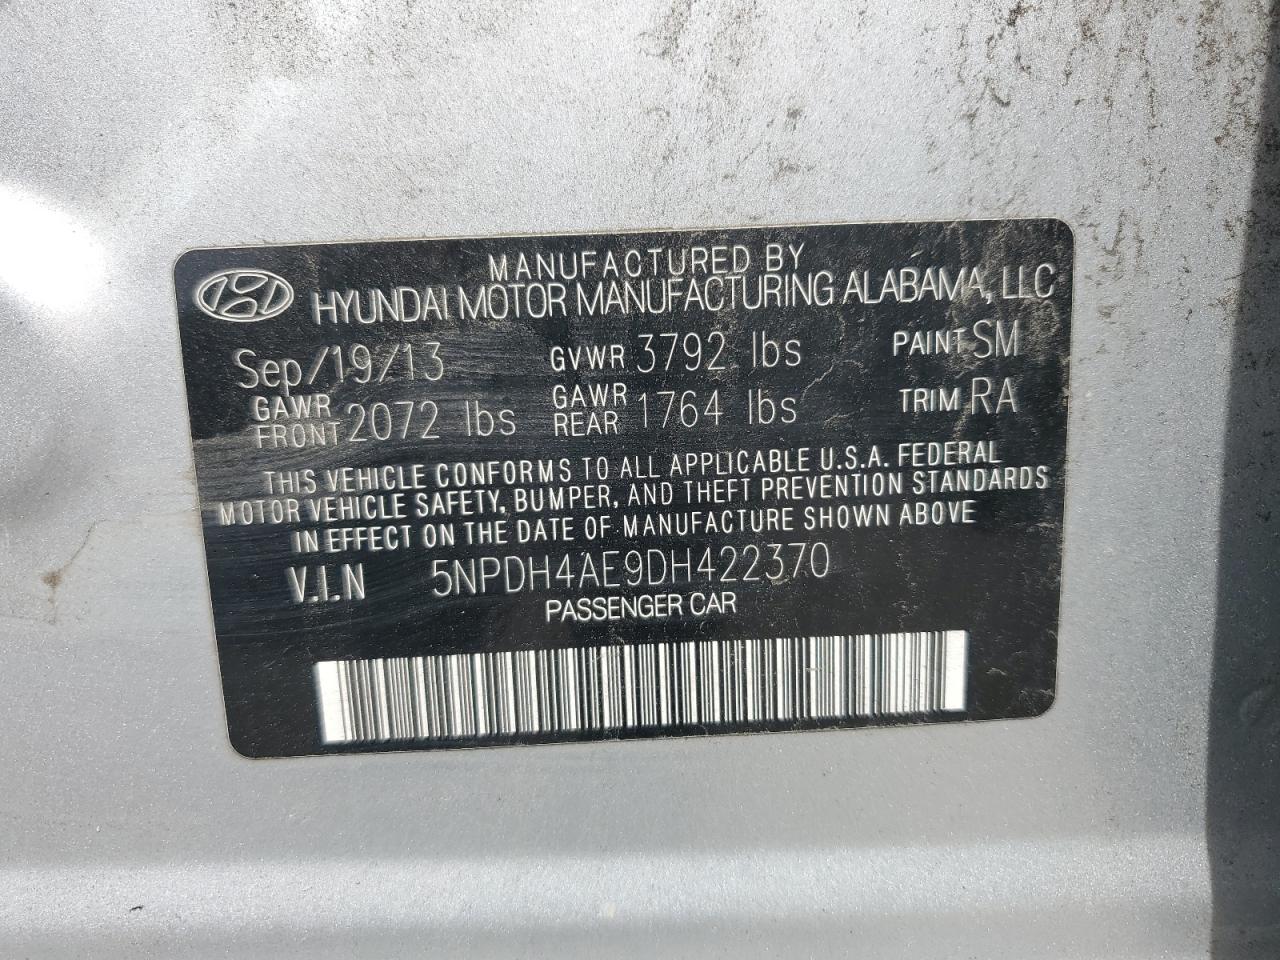 MANUFACTURED BY
HYUNDAI MOTOR MANUFACTURING ALABAMA, LLC
Sep/19/13 GVWR 3792 lbs PAINT SM
GAWR FRONT 2072 lbs GAWR REAR 1764 lbs TRIM RA
THIS VEHICLE CONFORMS TO ALL APPLICABLE U.S.A. FEDERAL
MOTOR VEHICLE SAFETY, BUMPER, AND THEFT PREVENTION STANDARDS
IN EFFECT ON THE DATE OF MANUFACTURE SHOWN ABOVE
V.I.N 5NPDH4AE9DH422370
PASSENGER CAR